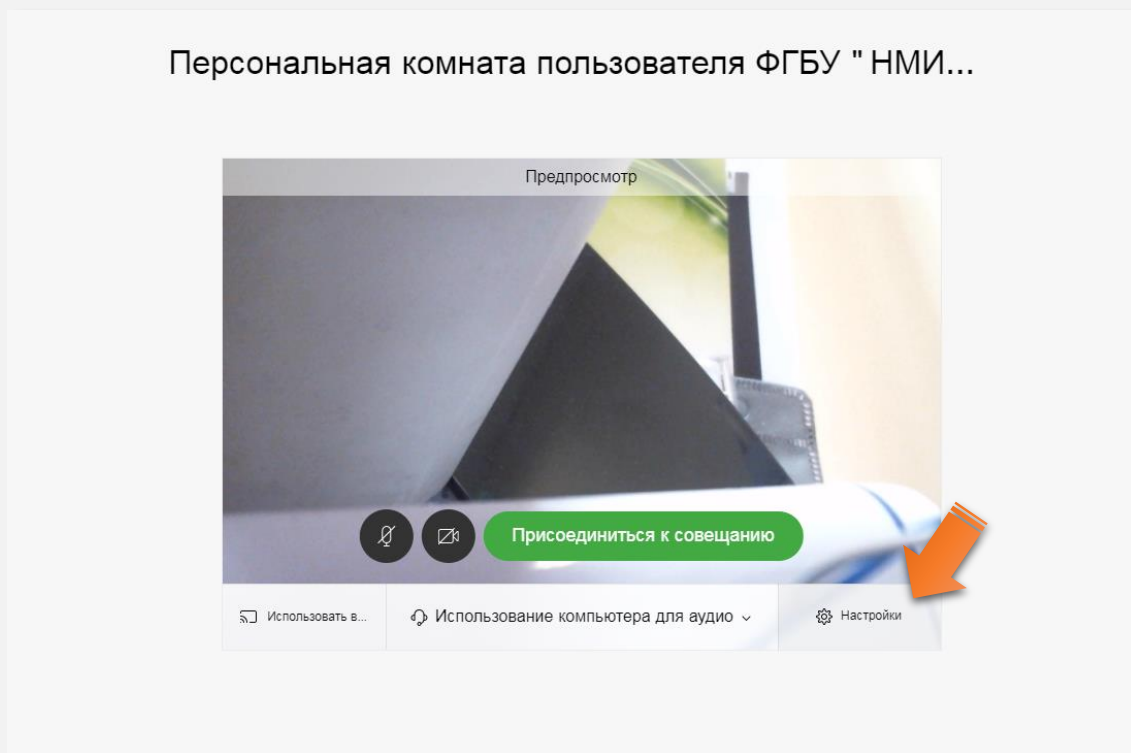 Персональная комната пользователя ФГБУ " НМИ...
Предпросмотр
Присоединиться к совещанию
Использовать в...
Использование компьютера для аудио
Настройки